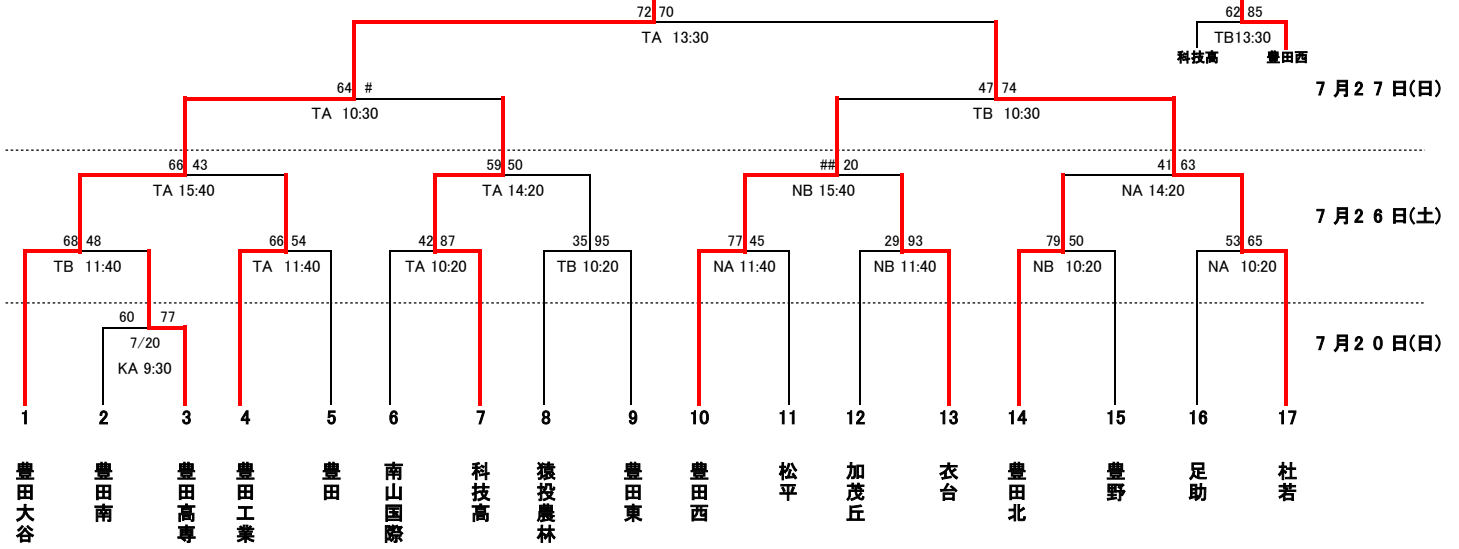 72 70
62 85
TA 13:30
TB13:30
科技高
豊田西
64 #
47 74
7月27日(日)
TA 10:30
TB 10:30
66 43
59 50
## 20
41 63
TA 15:40
TA 14:20
NB 15:40
NA 14:20
7月26日(土)
68 48
66 54
42 87
35 95
77 45
29 93
79 50
53 65
TB 11:40
TA 11:40
TA 10:20
TB 10:20
NA 11:40
NB 11:40
NB 10:20
NA 10:20
60 77
7/20
KA 9:30
7月20日(日)
1 2 3 4 5 6 7 8 9 10 11 12 13 14 15 16 17
豊田大谷
豊田南
豊田高専
豊田工業
豊田
南山国際
科技高
猿投農林
豊田東
豊田西
松平
加茂丘
衣台
豊田北
豊野
足助
杜若